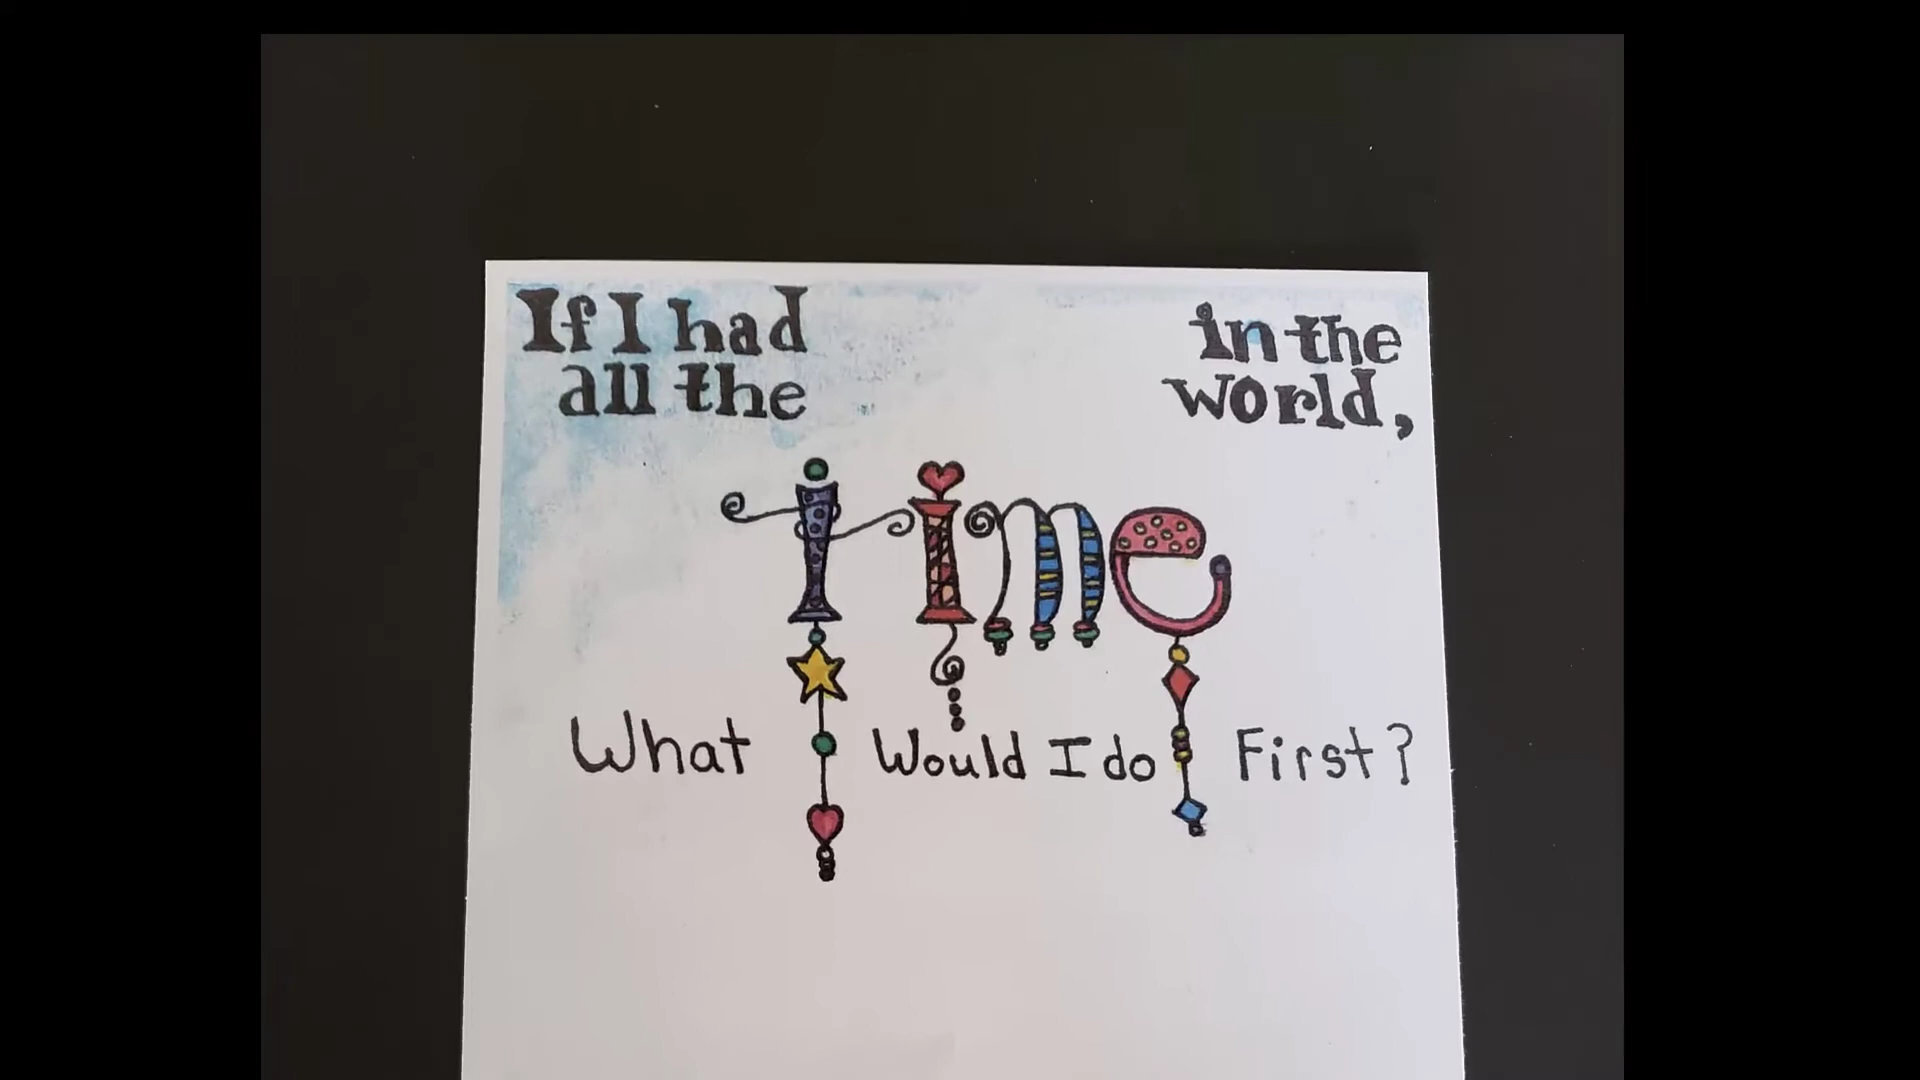 If I had
all the
in the
world,
Time
What Would I do First?